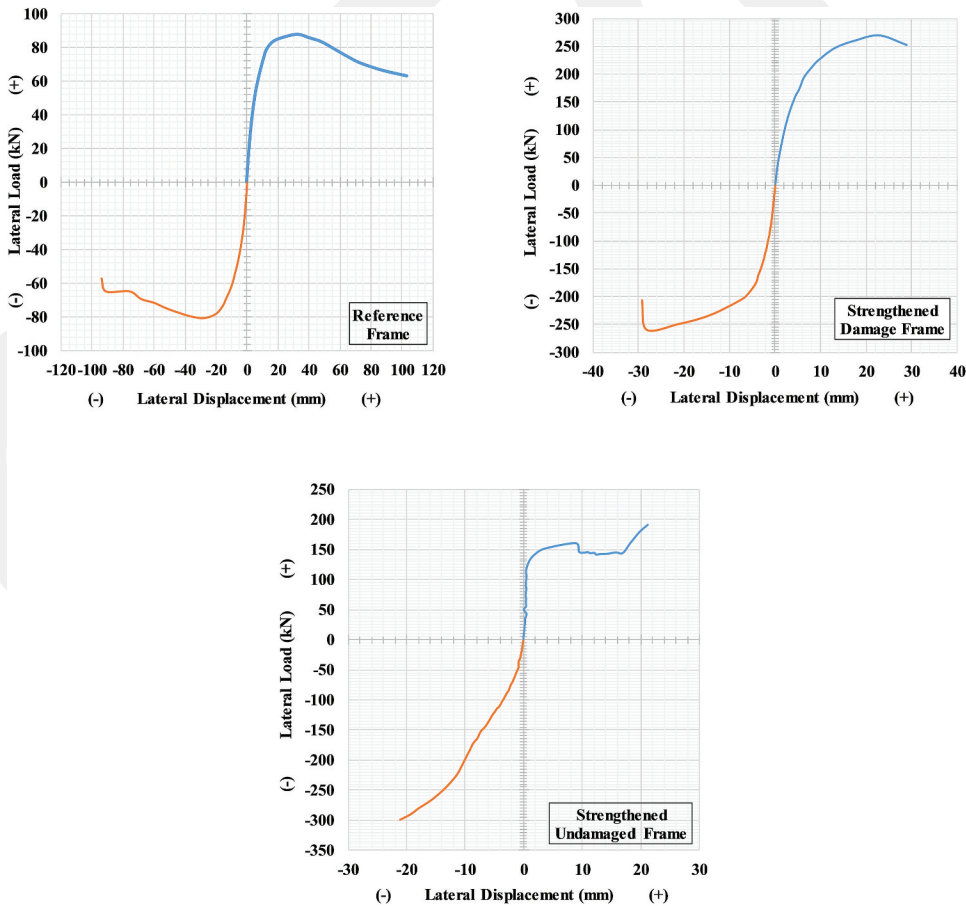 100
80
60
40
20
0
-20
-40
-60
-80
-100
Lateral Load (kN)
(+)
(-)
-120 -100 -80 -60 -40 -20 0 20 40 60 80 100 120
(-) Lateral Displacement (mm) (+)
Reference
Frame
300
250
200
150
100
50
0
-50
-100
-150
-200
-250
-300
Lateral Load (kN)
(+)
(-)
-40 -30 -20 -10 0 10 20 30 40
(-) Lateral Displacement (mm) (+)
Strengthened
Damage Frame
250
200
150
100
50
0
-50
-100
-150
-200
-250
-300
-350
Lateral Load (kN)
(+)
(-)
-30 -20 -10 0 10 20 30
(-) Lateral Displacement (mm) (+)
Strengthened
Undamaged Frame